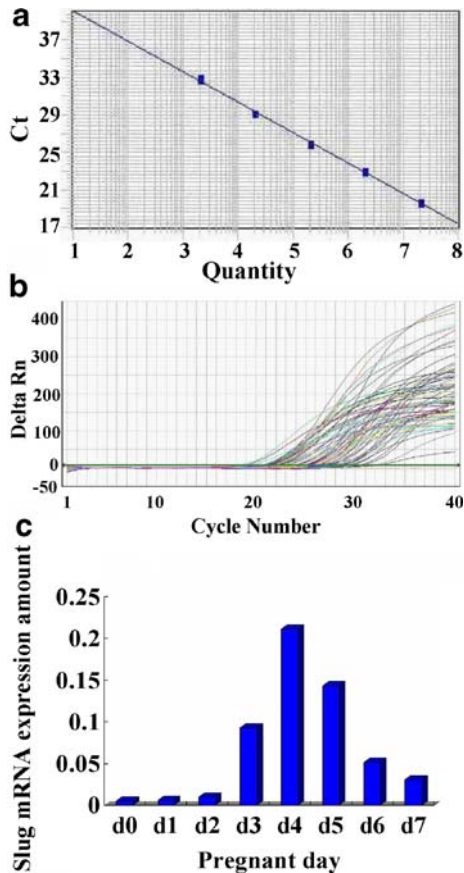 a
37
33
29
25
21
17
Ct
1 2 3 4 5 6 7 8
Quantity
b
400
300
200
100
0
-50
Delta Rn
1 10 20 30 40
Cycle Number
c
0.25
0.2
0.15
0.1
0.05
0
Slug mRNA expression amount
d0 d1 d2 d3 d4 d5 d6 d7
Pregnant day